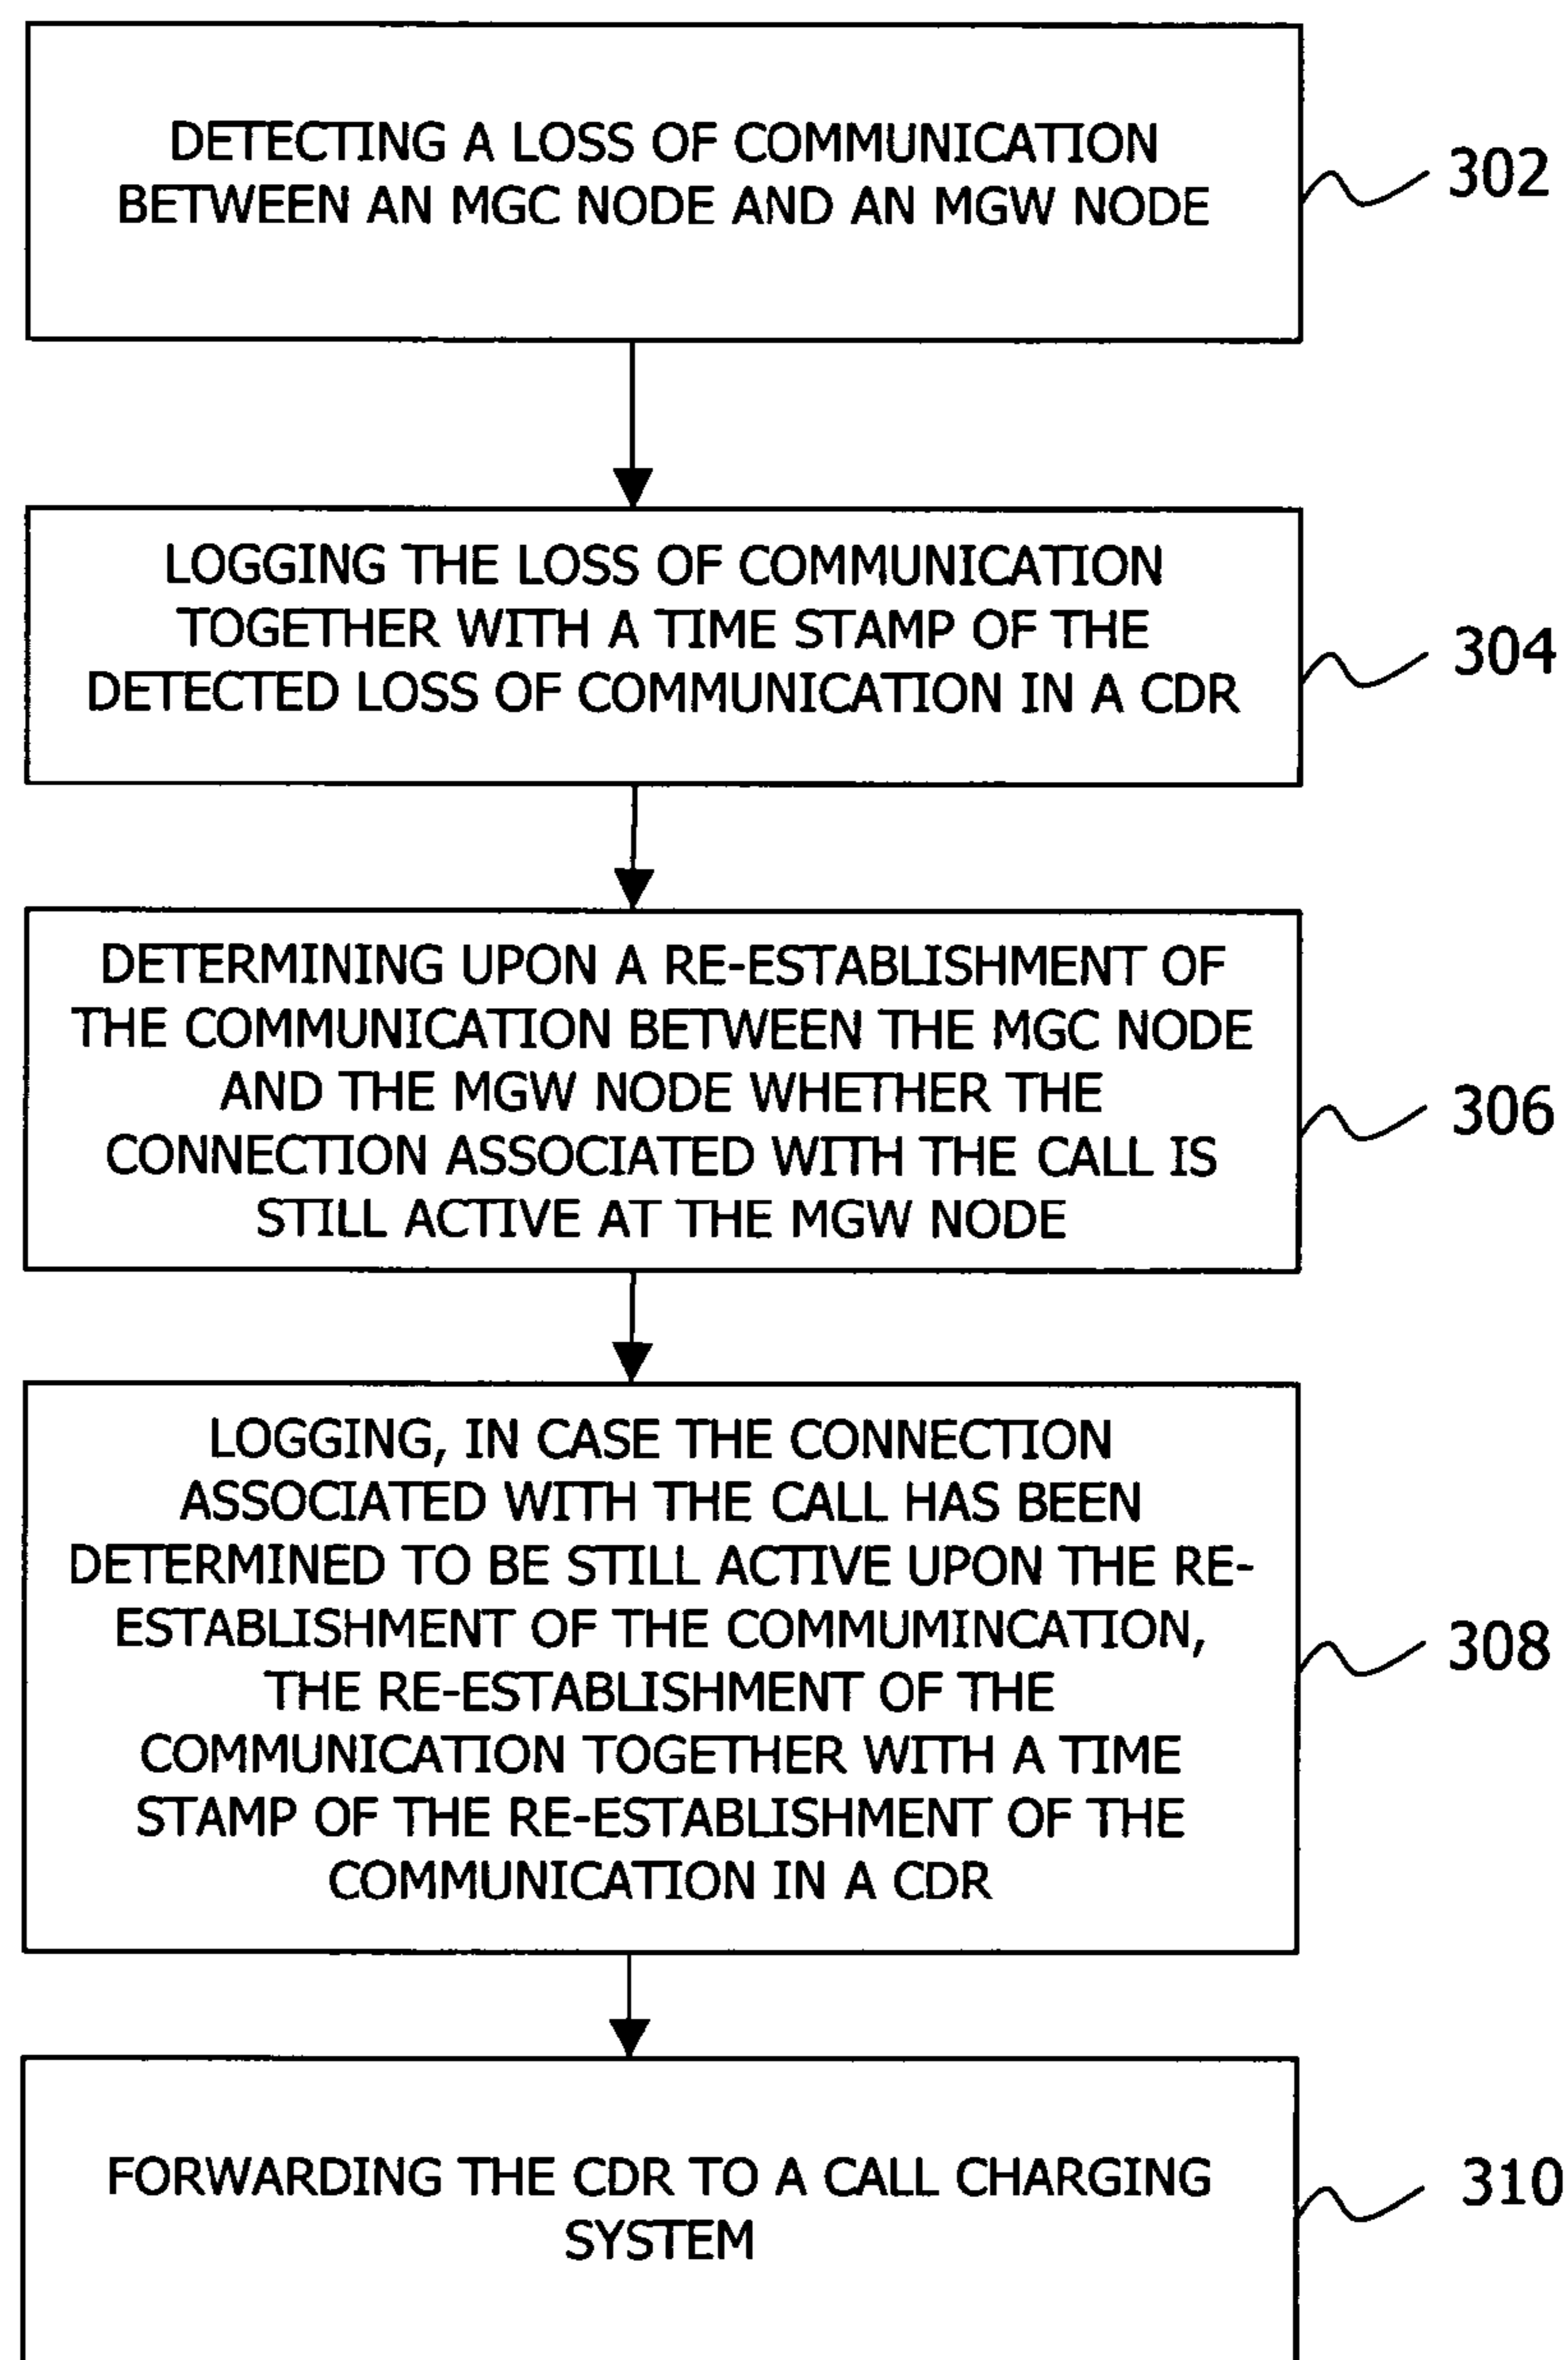 DETECTING A LOSS OF COMMUNICATION
BETWEEN AN MGC NODE AND AN MGW NODE
302
LOGGING THE LOSS OF COMMUNICATION
TOGETHER WITH A TIME STAMP OF THE
DETECTED LOSS OF COMMUNICATION IN A CDR
304
DETERMINING UPON A RE-ESTABLISHMENT OF
THE COMMUNICATION BETWEEN THE MGC NODE
AND THE MGW NODE WHETHER THE
CONNECTION ASSOCIATED WITH THE CALL IS
STILL ACTIVE AT THE MGW NODE
306
LOGGING, IN CASE THE CONNECTION
ASSOCIATED WITH THE CALL HAS BEEN
DETERMINED TO BE STILL ACTIVE UPON THE RE-
ESTABLISHMENT OF THE COMMUMINCATION,
THE RE-ESTABLISHMENT OF THE
COMMUNICATION TOGETHER WITH A TIME
STAMP OF THE RE-ESTABLISHMENT OF THE
COMMUNICATION IN A CDR
308
FORWARDING THE CDR TO A CALL CHARGING
SYSTEM
310